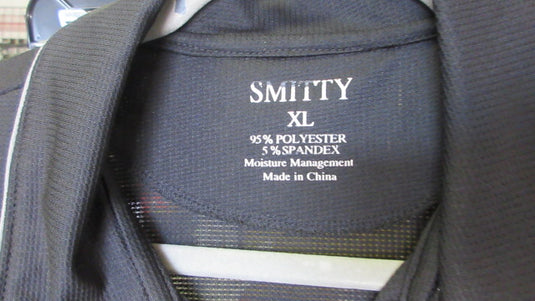 SMITTY
XL
95% POLYESTER
5% SPANDEX
Moisture Management
Made in China